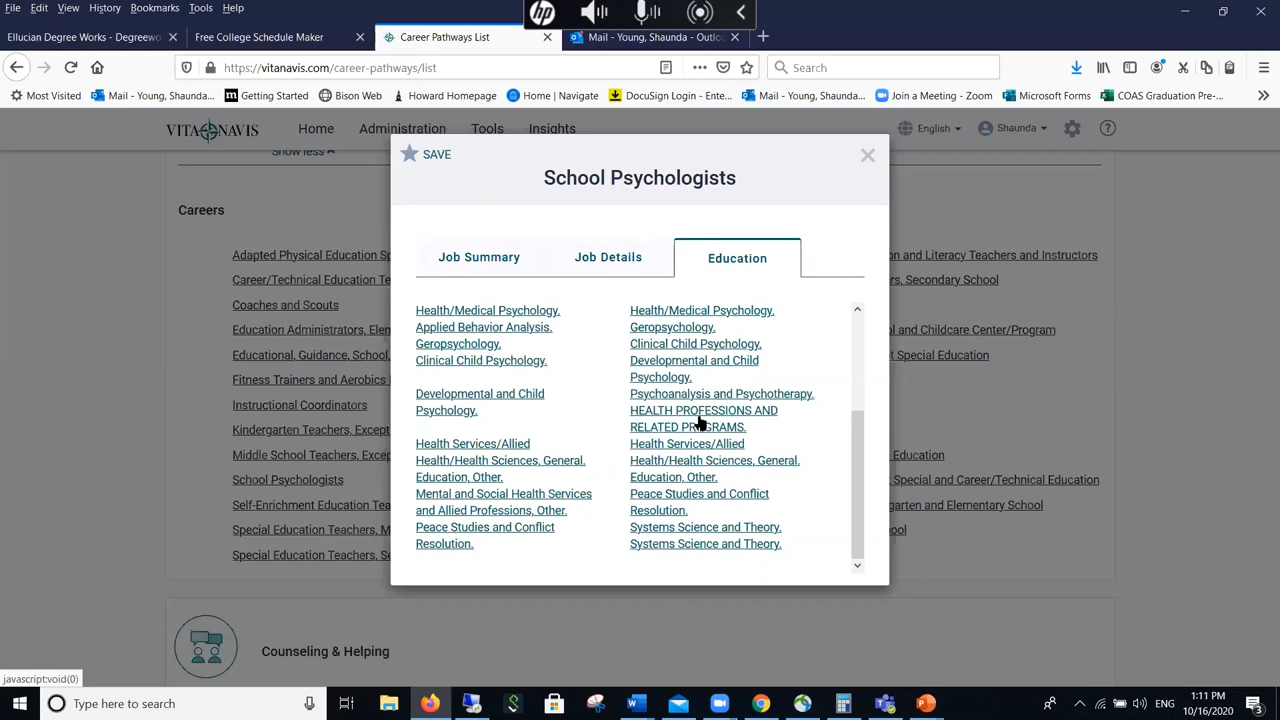 File Edit View History Bookmarks Tools Help
hp
Ellucian Degree Works - Degreewo
Free College Schedule Maker
Career Pathways List
Mail - Young, Shaunda - Outloo
https://vitanavis.com/career-pathways/list
Search
Most Visited
Mail - Young, Shaunda...
Getting Started
Bison Web
Howard Homepage
Home | Navigate
DocuSign Login - Ente...
Mail - Young, Shaunda...
Join a Meeting - Zoom
Microsoft Forms
COAS Graduation Pre-...
VITA NAVIS
Home
Administration
Tools
Insights
English
Shaunda
Show less
SAVE
School Psychologists
Careers
Job Summary
Job Details
Education
Adapted Physical Education Sp
on and Literacy Teachers and Instructors
Career/Technical Education Te
rs, Secondary School
Coaches and Scouts
Education Administrators, Elem
ol and Childcare Center/Program
Educational, Guidance, School,
pt Special Education
Fitness Trainers and Aerobics
Instructional Coordinators
Kindergarten Teachers, Except
Middle School Teachers, Exce
Education
School Psychologists
t Special and Career/Technical Education
Self-Enrichment Education Tea
garten and Elementary School
Special Education Teachers, M
ool
Special Education Teachers, Se
Health/Medical Psychology.
Applied Behavior Analysis.
Geropsychology.
Clinical Child Psychology.
Developmental and Child
Psychology.
Health Services/Allied
Health/Health Sciences, General.
Education, Other.
Mental and Social Health Services
and Allied Professions, Other.
Peace Studies and Conflict
Resolution.
Health/Medical Psychology.
Geropsychology.
Clinical Child Psychology.
Developmental and Child
Psychology.
Psychoanalysis and Psychotherapy.
HEALTH PROFESSIONS AND
RELATED PROGRAMS.
Health Services/Allied
Health/Health Sciences, General.
Education, Other.
Peace Studies and Conflict
Resolution.
Systems Science and Theory.
Systems Science and Theory.
Counseling & Helping
javascript:void(0)
Type here to search
1:11 PM
10/16/2020
3